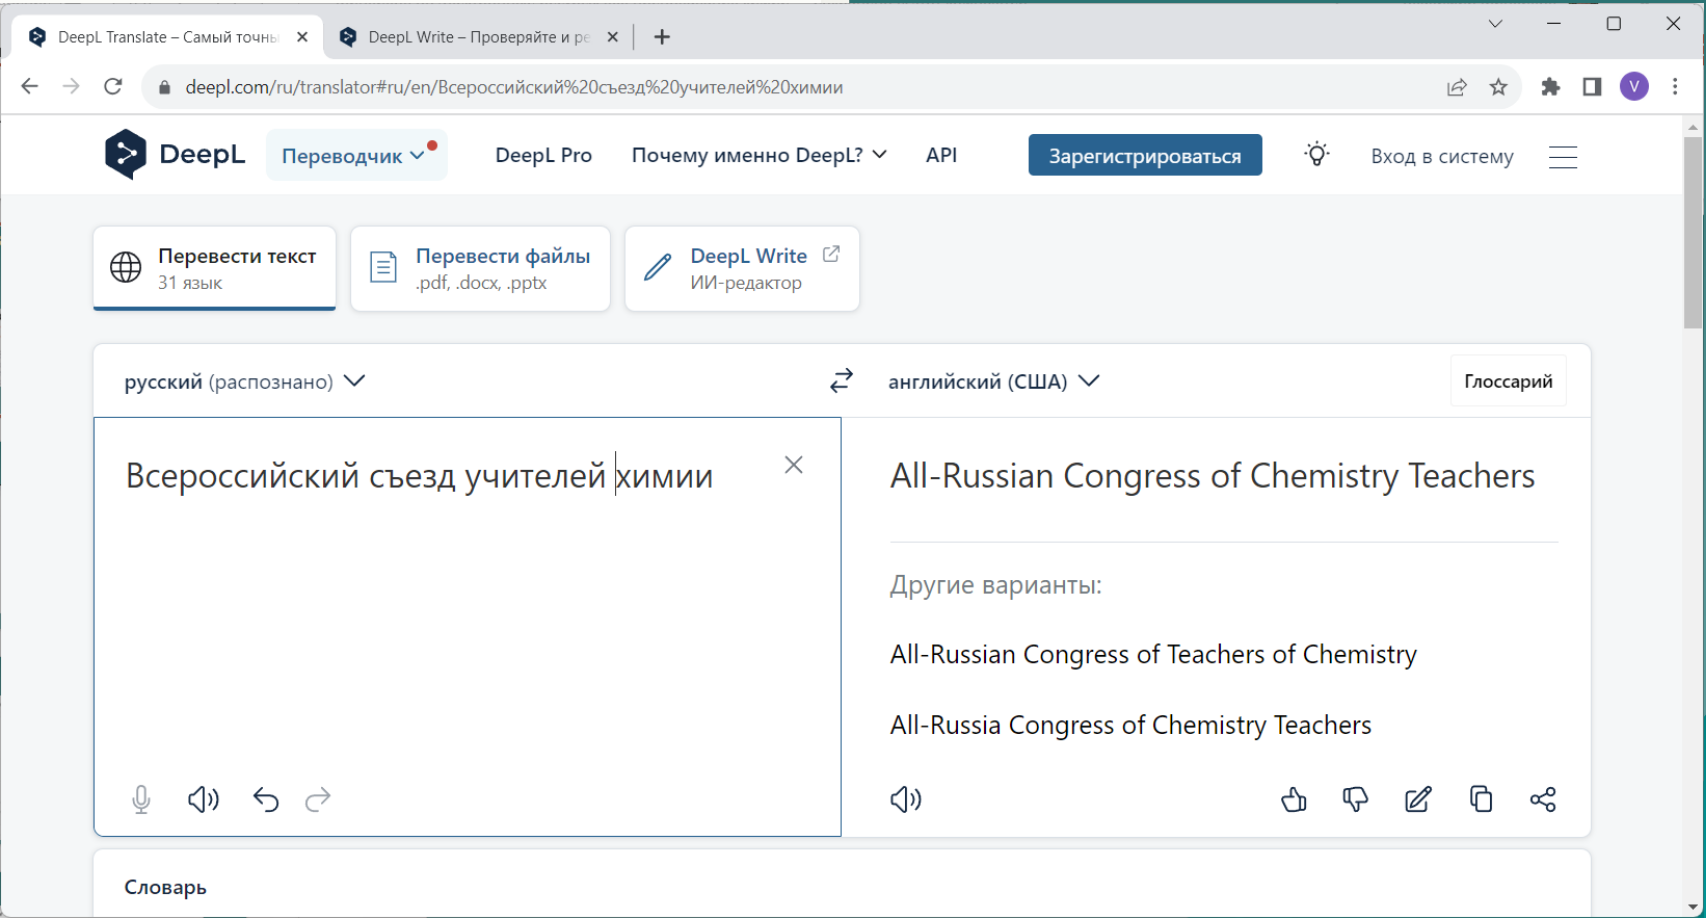 DeepL Translate – Самый точны
DeepL Write – Проверяйте и ре
deepl.com/ru/translator#ru/en/Всероссийский%20съезд%20учителей%20химии
V
DeepL
Переводчик
DeepL Pro
Почему именно DeepL?
API
Зарегистрироваться
Вход в систему
Перевести текст
31 язык
Перевести файлы
.pdf, .docx, .pptx
DeepL Write
ИИ-редактор
русский (распознано)
английский (США)
Глоссарий
Всероссийский съезд учителей химии
All-Russian Congress of Chemistry Teachers
Другие варианты:
All-Russian Congress of Teachers of Chemistry
All-Russia Congress of Chemistry Teachers
Словарь